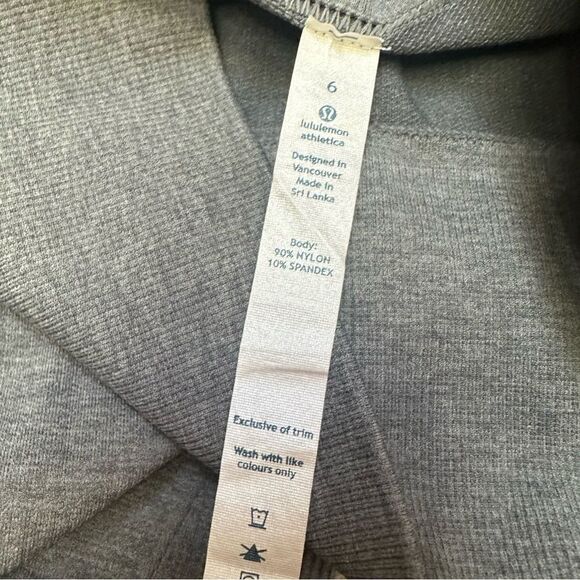 6
lululemon
athletica
Designed in
Vancouver
Made in
Sri Lanka
Body:
90% NYLON
10% SPANDEX
Exclusive of trim
Wash with like
colours only